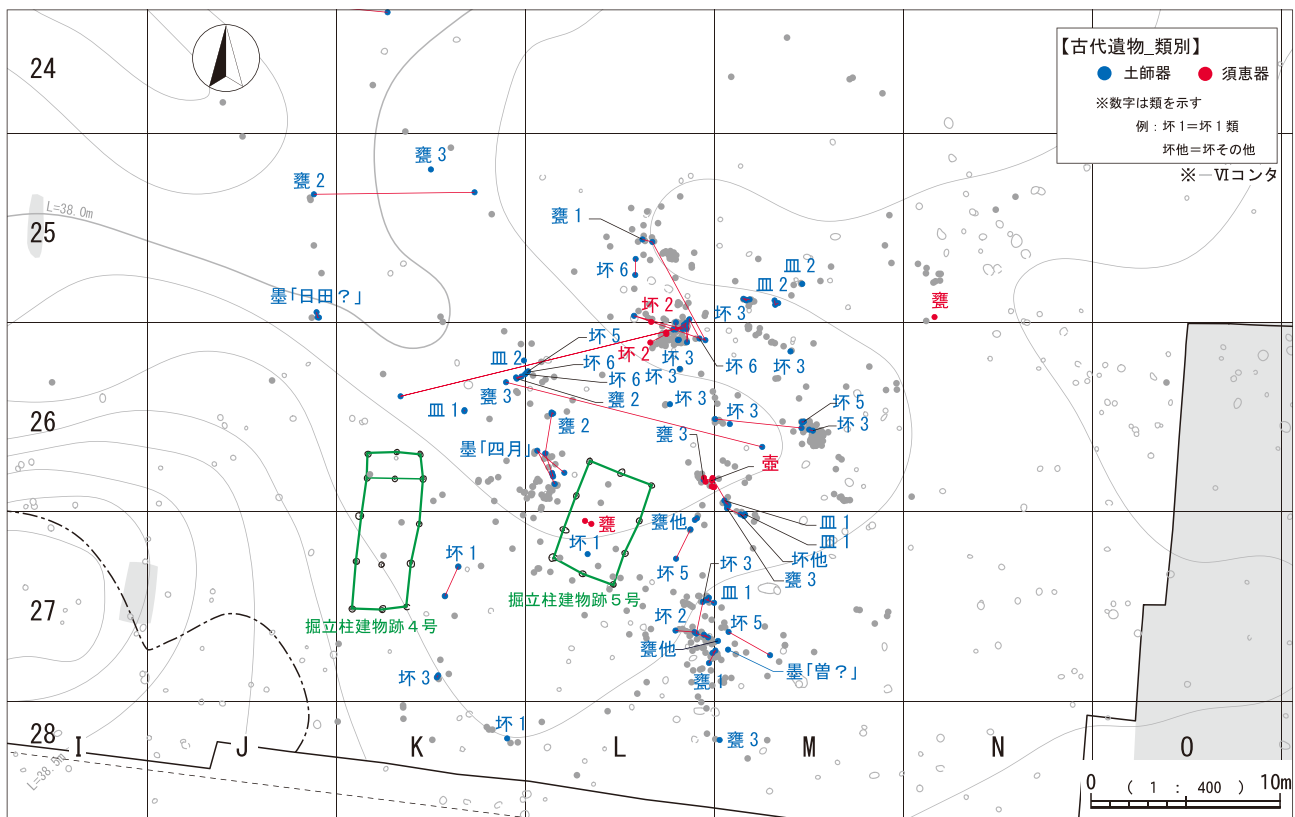 【古代遺物_類別】
土師器 須恵器
※数字は類を示す
例：坏1＝坏1類
坏他＝坏その他
※―Ⅵコンタ
24
甕3
甕2
L=38.0m
25
甕1
坏6
皿2
皿2
墨「日田？」
坏2
坏3
甕
坏5
坏2
坏3
皿2
坏6
坏6
坏3
坏6
坏3
甕3
甕2
26
皿1
坏3
坏3
坏5
甕2
甕3
坏3
墨「四月」
壺
甕
甕他
皿1
皿1
坏1
坏1
坏5
坏3
坏他
甕3
27
掘立柱建物跡5号
皿1
掘立柱建物跡4号
坏2
坏5
甕他
坏3
墨「曽？」
甕1
坏1
28
甕3
I J K L M N O
L=38.5m
0 （ 1 : 400 ） 10m